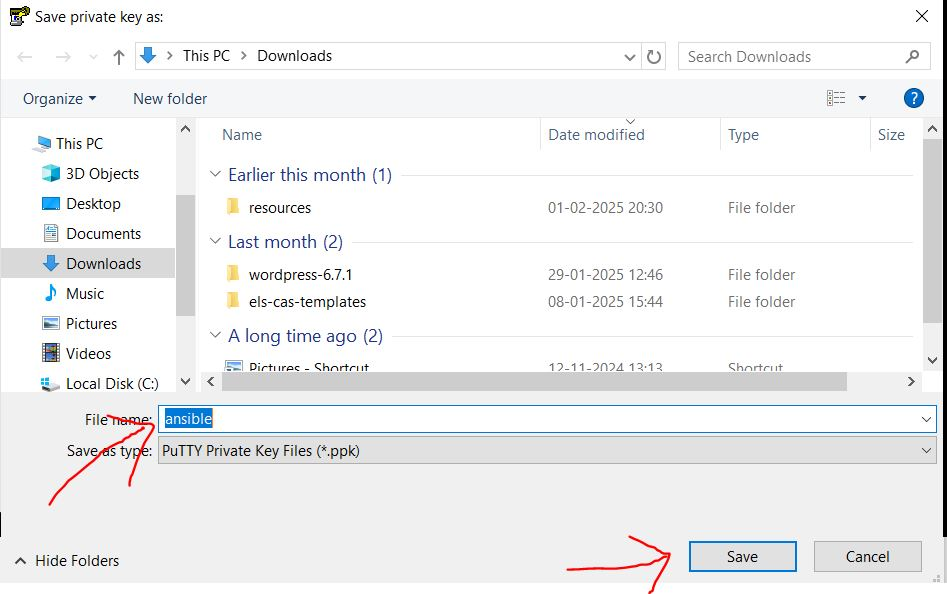 Save private key as:
This PC > Downloads
Search Downloads
Organize
New folder
?
This PC
3D Objects
Desktop
Documents
Downloads
Music
Pictures
Videos
Local Disk (C:)
Name Date modified Type Size
Earlier this month (1)
resources 01-02-2025 20:30 File folder
Last month (2)
wordpress-6.7.1 29-01-2025 12:46 File folder
els-cas-templates 08-01-2025 15:44 File folder
A long time ago (2)
Pictures - Shortcut 12-11-2024 13:13 Shortcut
File name: ansible
Save as type: PuTTY Private Key Files (*.ppk)
Hide Folders
Save
Cancel